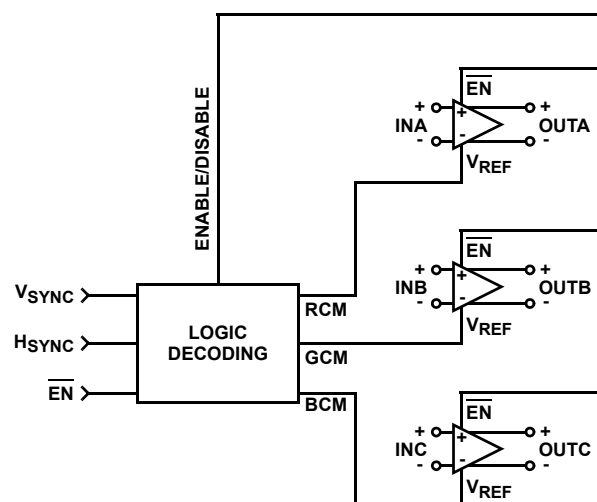 ENABLE/DISABLE
EN
+ +
INA + OUTA
- - -
VREF
EN
VSYNC + +
INB + OUTB
- - -
RCM
HSYNC LOGIC DECODING GCM VREF
EN BCM
EN
+ +
INC + OUTC
- - -
VREF